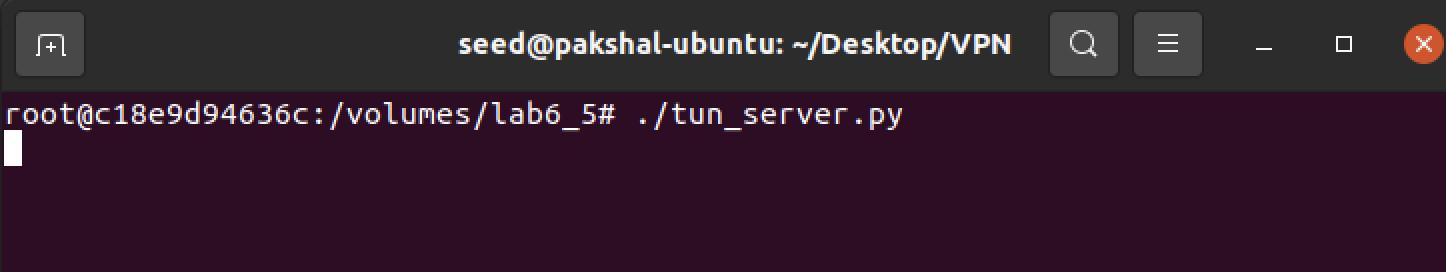 seed@pakshal-ubuntu: ~/Desktop/VPN
root@c18e9d94636c:/volumes/lab6_5# ./tun_server.py